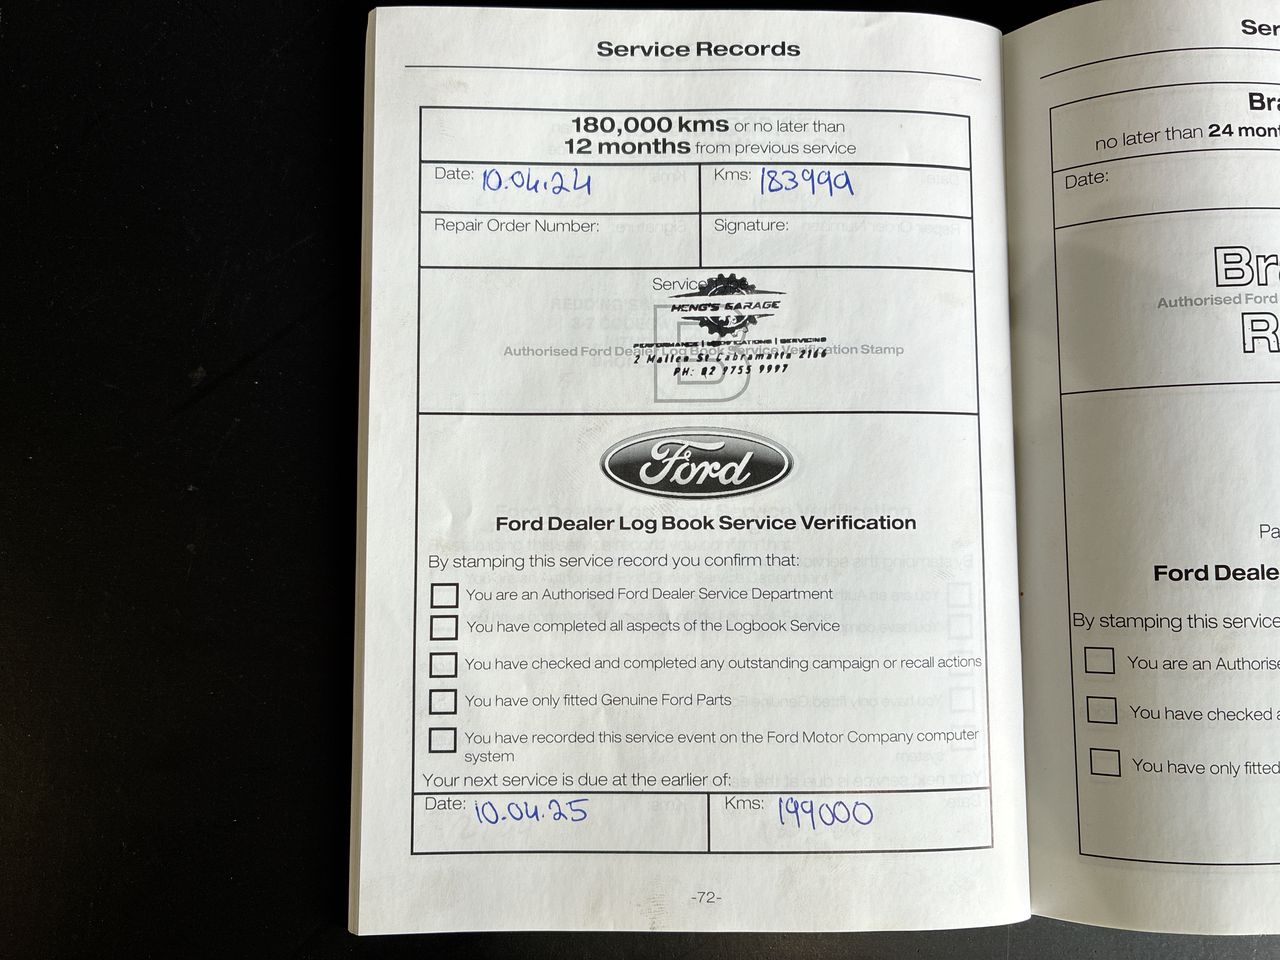 Service Records
180,000 kms or no later than
12 months from previous service
Date: 10.04.24
Kms: 183999
Repair Order Number:
Signature:
Service Type
HENG'S GARAGE
PERFORMANCE | MODIFICATIONS | SERVICING
Authorised Ford Dealer Log Book Service Verification Stamp
B
2 Mallen St Cabramatta 2166
PH: 02 9755 9997
Ford
Ford Dealer Log Book Service Verification
By stamping this service record you confirm that:
You are an Authorised Ford Dealer Service Department
You have completed all aspects of the Logbook Service
You have checked and completed any outstanding campaign or recall actions
You have only fitted Genuine Ford Parts
You have recorded this service event on the Ford Motor Company computer
system
Your next service is due at the earlier of:
Date: 10.04.25
Kms: 199000
-72-
Ser
Bra
no later than 24 mont
Date:
Bra
Authorised Ford
R
Pa
Ford Deale
By stamping this service
You are an Authorise
You have checked a
You have only fitted